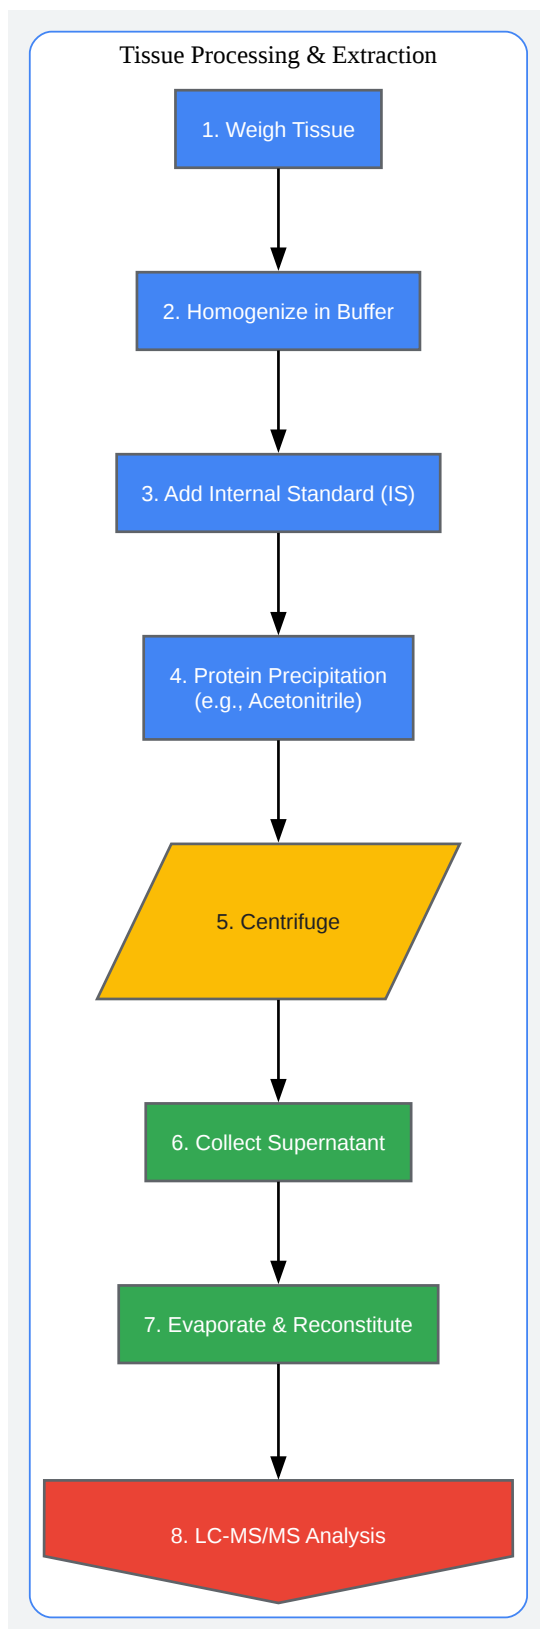 Tissue Processing & Extraction
1. Weigh Tissue
2. Homogenize in Buffer
3. Add Internal Standard (IS)
4. Protein Precipitation
(e.g., Acetonitrile)
5. Centrifuge
6. Collect Supernatant
7. Evaporate & Reconstitute
8. LC-MS/MS Analysis